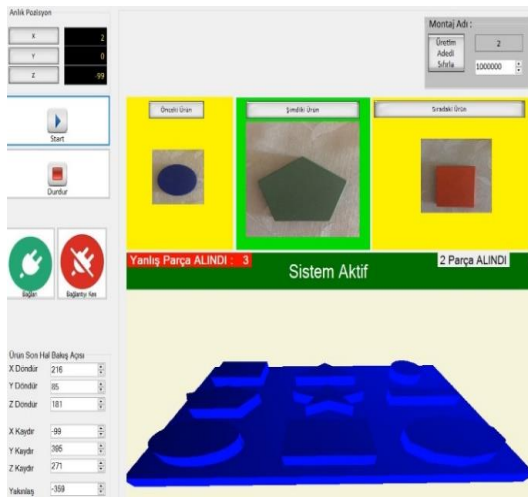 Anlık Pozisyon
X 2
Y 0
Z -99
Start
Durdur
Bağlan
Bağlantıyı Kes
Montaj Adı :
Üretim Adedi Sıfırla
2
1000000
Önceki Ürün
Şimdiki Ürün
Sıradaki Ürün
Yanlış Parça ALINDI : 3
Sistem Aktif
2 Parça ALINDI
Ürün Son Hal Bakış Açısı
X Döndür 216
Y Döndür 85
Z Döndür 181
X Kaydır -99
Y Kaydır 395
Z Kaydır 271
Yakınlaş -359